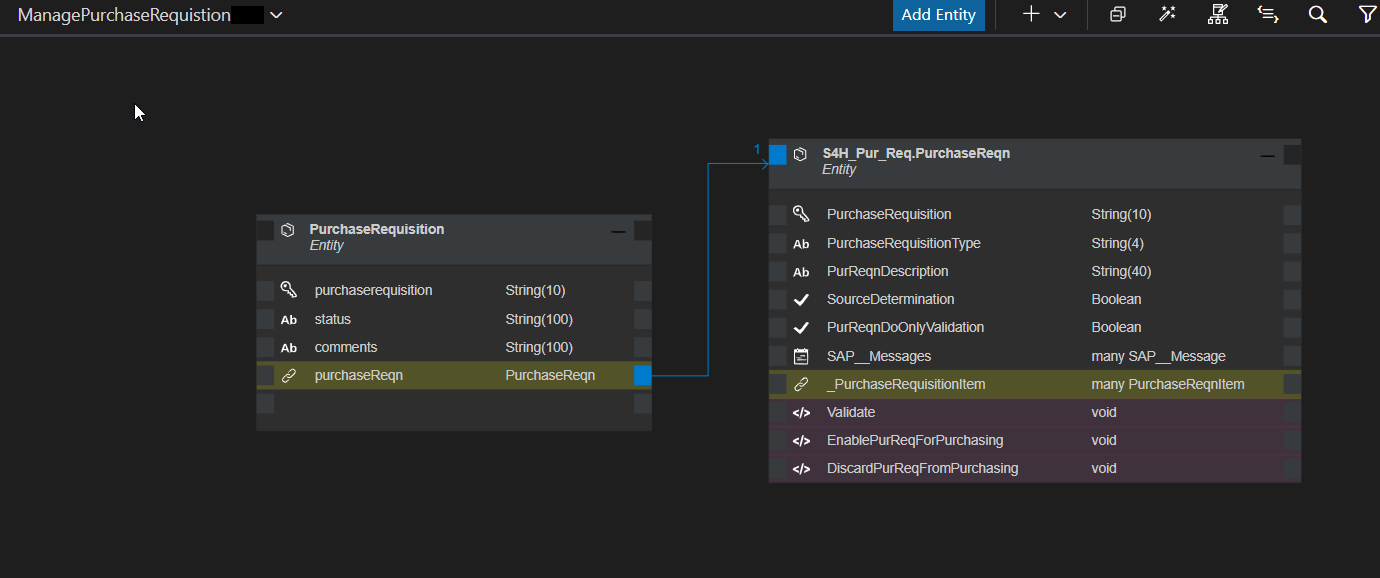 ManagePurchaseRequistion
Add Entity
1
S4H_Pur_Req.PurchaseReqn
Entity
PurchaseRequisition String(10)
Ab PurchaseRequisitionType String(4)
Ab PurReqnDescription String(40)
SourceDetermination Boolean
PurReqnDoOnlyValidation Boolean
SAP__Messages many SAP__Message
_PurchaseRequisitionItem many PurchaseReqnItem
</> Validate void
</> EnablePurReqForPurchasing void
</> DiscardPurReqFromPurchasing void
PurchaseRequisition
Entity
purchaserequisition String(10)
Ab status String(100)
Ab comments String(100)
purchaseReqn PurchaseReqn